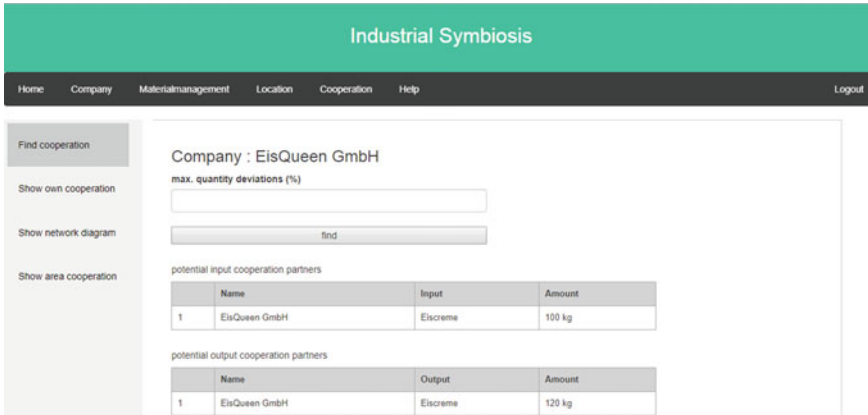 Industrial Symbiosis
Home Company Materialmanagement Location Cooperation Help Logout
Find cooperation
Show own cooperation
Show network diagram
Show area cooperation
Company : EisQueen GmbH
max. quantity deviations (%)
find
potential input cooperation partners
Name Input Amount
1 EisQueen GmbH Eiscreme 100 kg
potential output cooperation partners
Name Output Amount
1 EisQueen GmbH Eiscreme 120 kg